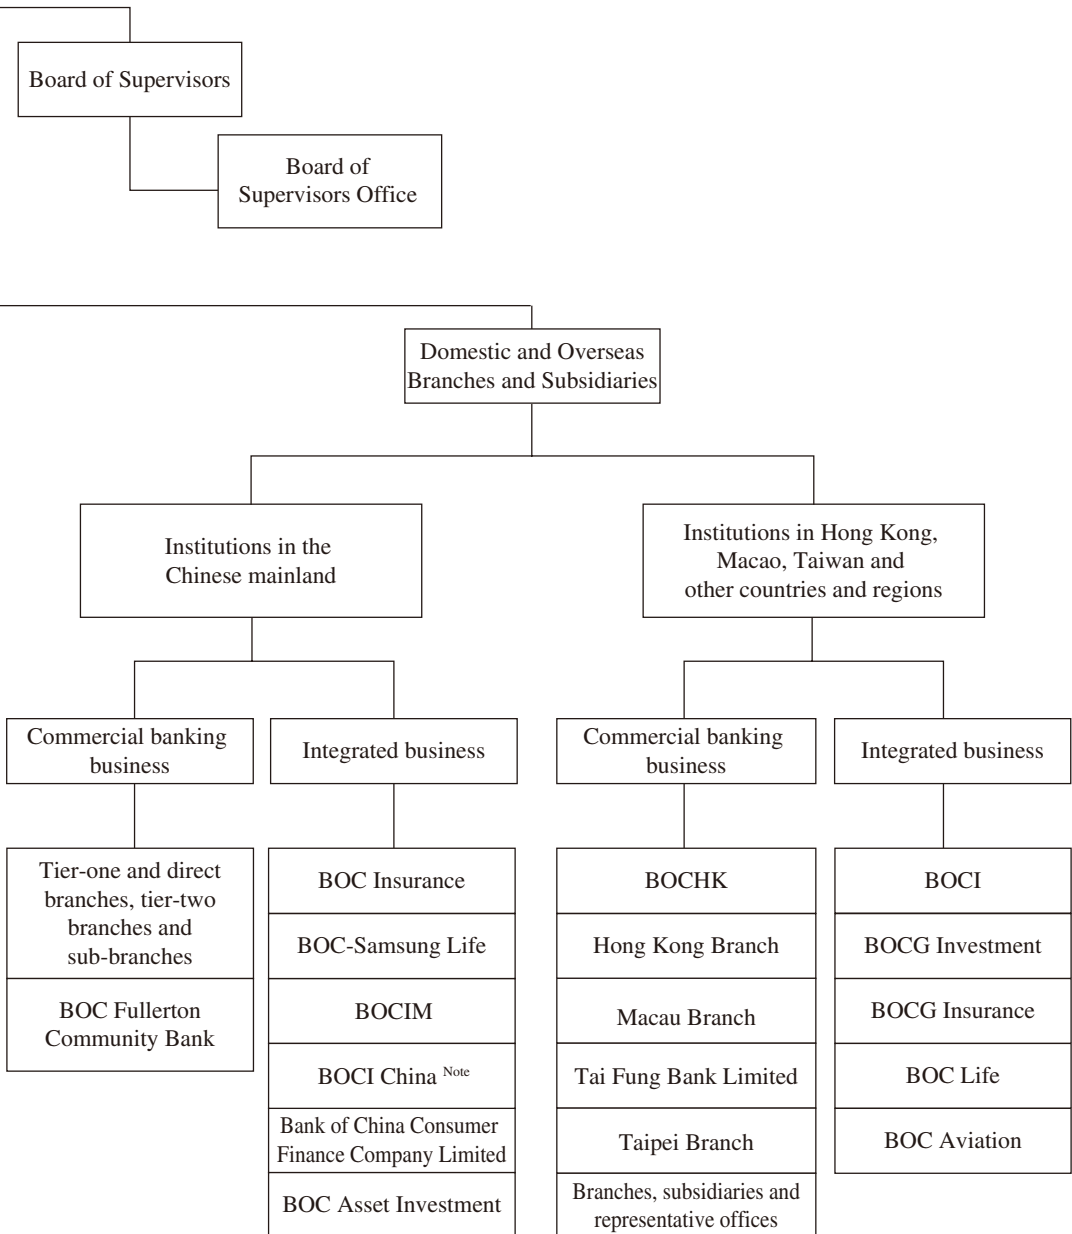 Board of Supervisors
Board of
Supervisors Office
Domestic and Overseas
Branches and Subsidiaries
Institutions in the
Chinese mainland
Institutions in Hong Kong,
Macao, Taiwan and
other countries and regions
Commercial banking
business
Integrated business
Commercial banking
business
Integrated business
Tier-one and direct
branches, tier-two
branches and
sub-branches
BOC Fullerton
Community Bank
BOC Insurance
BOC-Samsung Life
BOCIM
BOCI China Note
Bank of China Consumer
Finance Company Limited
BOC Asset Investment
BOCHK
Hong Kong Branch
Macau Branch
Tai Fung Bank Limited
Taipei Branch
Branches, subsidiaries and
representative offices
BOCI
BOCG Investment
BOCG Insurance
BOC Life
BOC Aviation